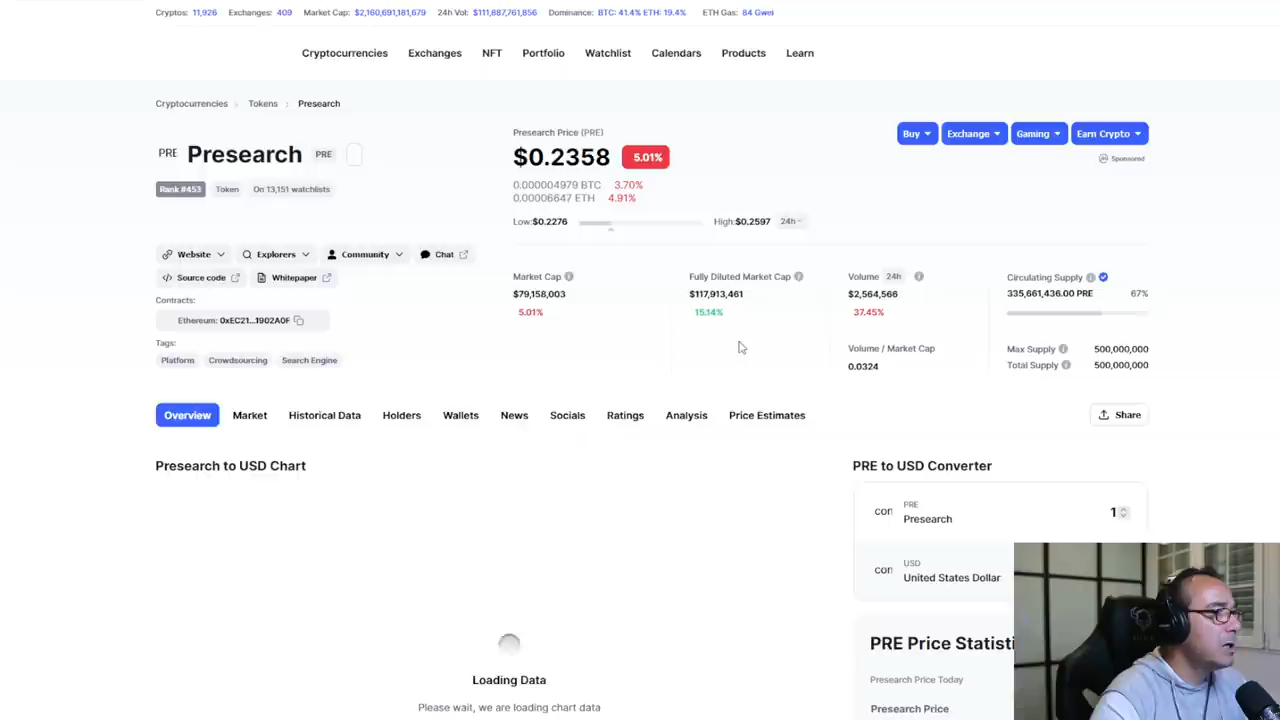 Cryptos: 11,926 Exchanges: 409 Market Cap: $2,160,691,181,679 24h Vol: $111,887,761,856 Dominance: BTC: 41.4% ETH: 19.4% ETH Gas: 84 Gwei
Cryptocurrencies Exchanges NFT Portfolio Watchlist Calendars Products Learn
Cryptocurrencies Tokens Presearch
PRE Presearch PRE
Rank #453 Token On 13,151 watchlists
Website Explorers Community Chat
Source code Whitepaper
Contracts:
Ethereum: 0xEC21...1902A0F
Tags:
Platform Crowdsourcing Search Engine
Presearch Price (PRE)
$0.2358 5.01%
0.000004979 BTC 3.70%
0.00006647 ETH 4.91%
Low:$0.2276 High:$0.2597 24h
Buy Exchange Gaming Earn Crypto
Sponsored
Market Cap
$79,158,003
5.01%
Fully Diluted Market Cap
$117,913,461
15.14%
Volume 24h
$2,564,566
37.45%
Volume / Market Cap
0.0324
Circulating Supply
335,661,436.00 PRE 67%
Max Supply 500,000,000
Total Supply 500,000,000
Overview Market Historical Data Holders Wallets News Socials Ratings Analysis Price Estimates Share
Presearch to USD Chart
Loading Data
Please wait, we are loading chart data
PRE to USD Converter
con PRE
Presearch 1
con USD
United States Dollar
PRE Price Statisti
Presearch Price Today
Presearch Price